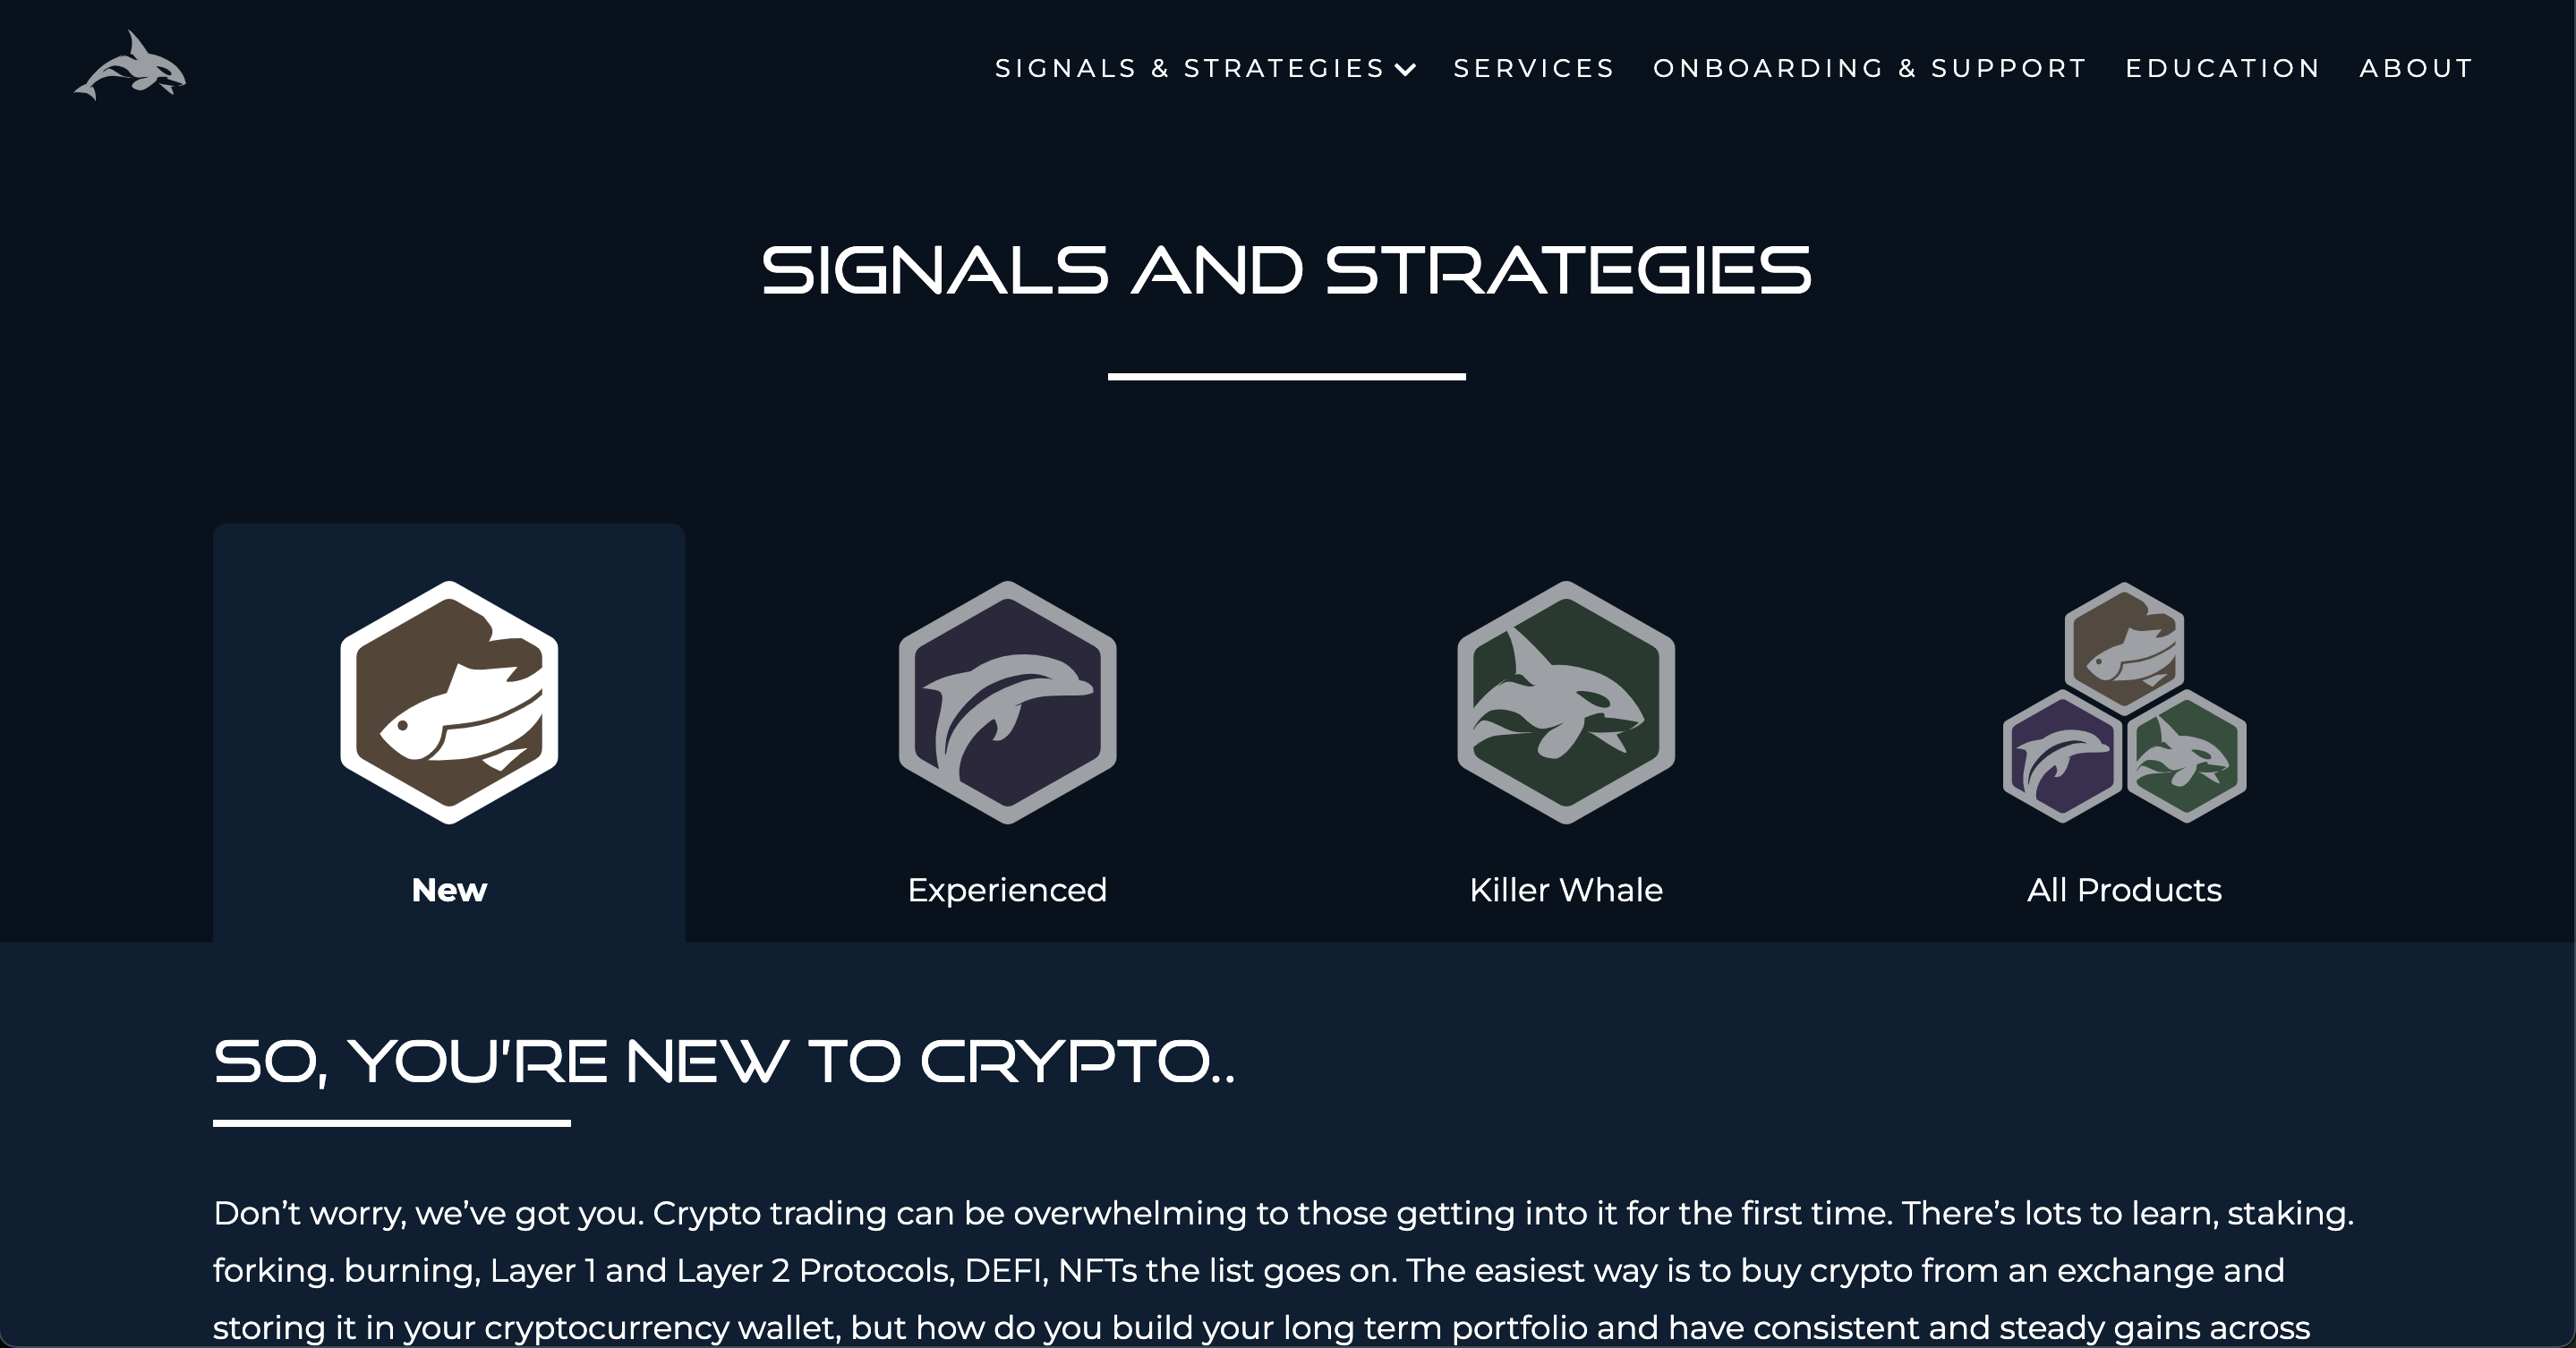 SIGNALS & STRATEGIES SERVICES ONBOARDING & SUPPORT EDUCATION ABOUT
SIGNALS AND STRATEGIES
New Experienced Killer Whale All Products
SO, YOU'RE NEW TO CRYPTO..
Don’t worry, we’ve got you. Crypto trading can be overwhelming to those getting into it for the first time. There’s lots to learn, staking.
forking. burning, Layer 1 and Layer 2 Protocols, DEFI, NFTs the list goes on. The easiest way is to buy crypto from an exchange and
storing it in your cryptocurrency wallet, but how do you build your long term portfolio and have consistent and steady gains across